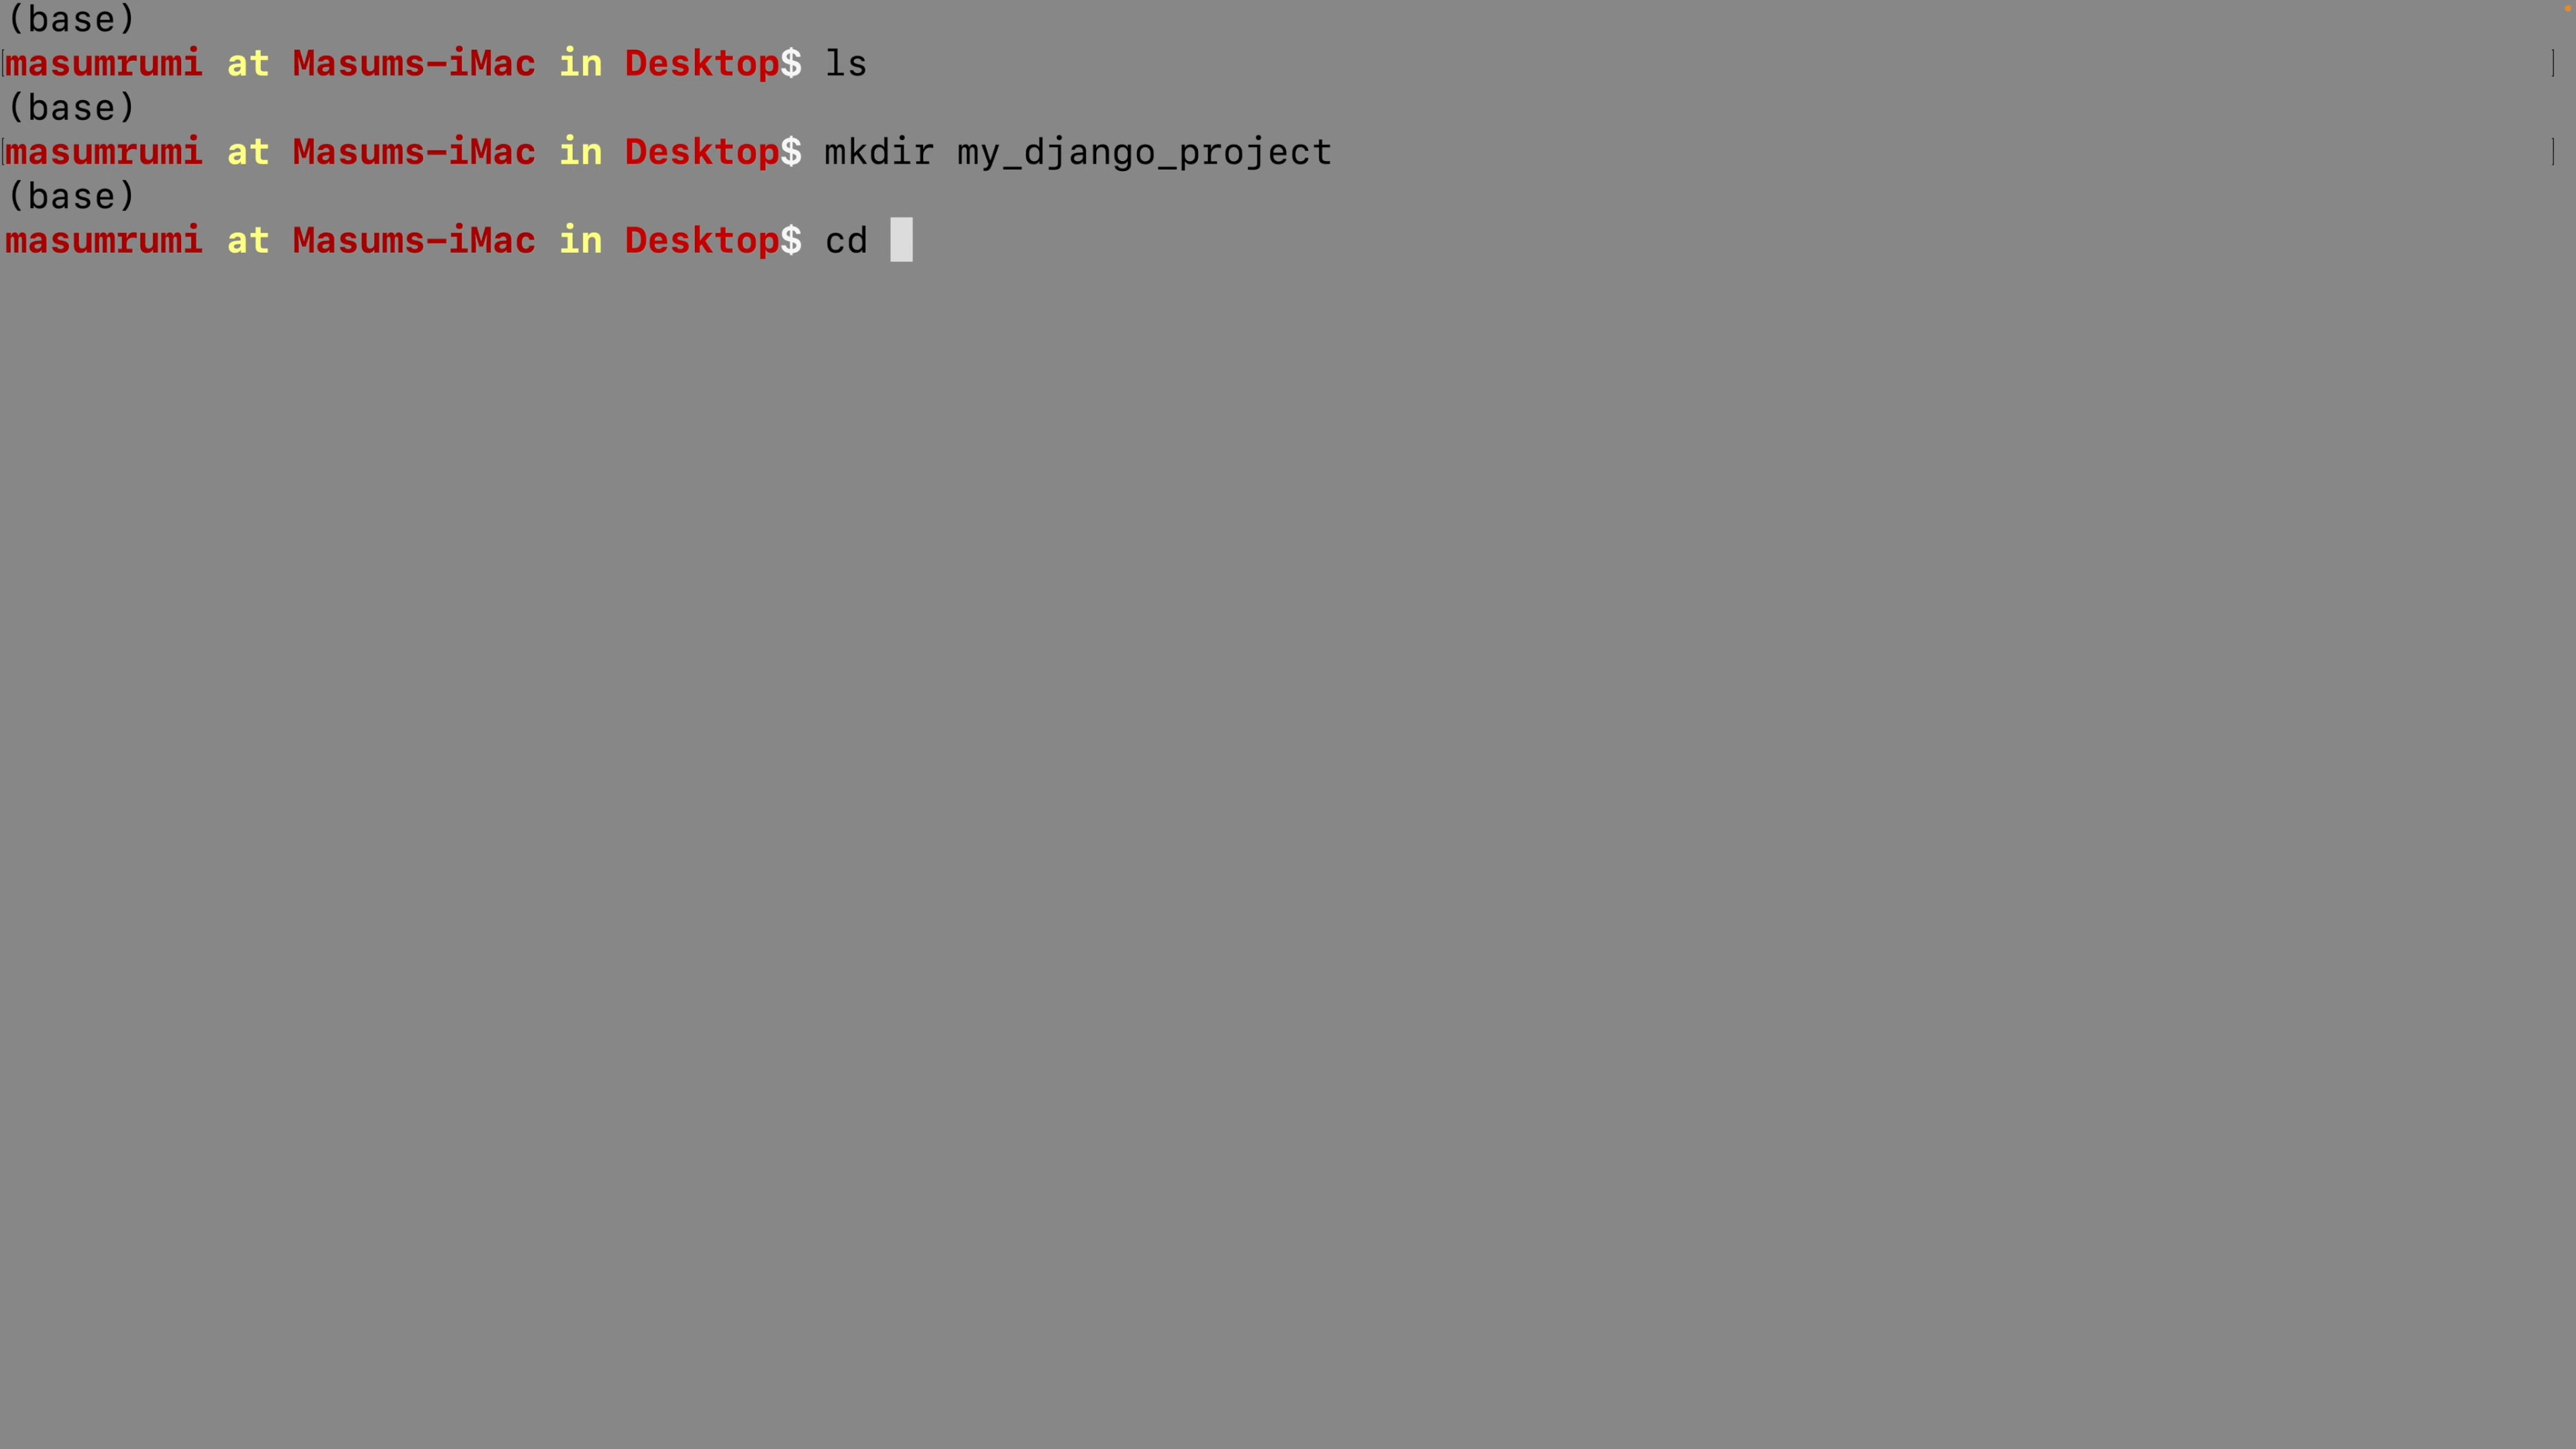 (base)
masumrumi at Masums-iMac in Desktop$ ls
(base)
masumrumi at Masums-iMac in Desktop$ mkdir my_django_project
(base)
masumrumi at Masums-iMac in Desktop$ cd